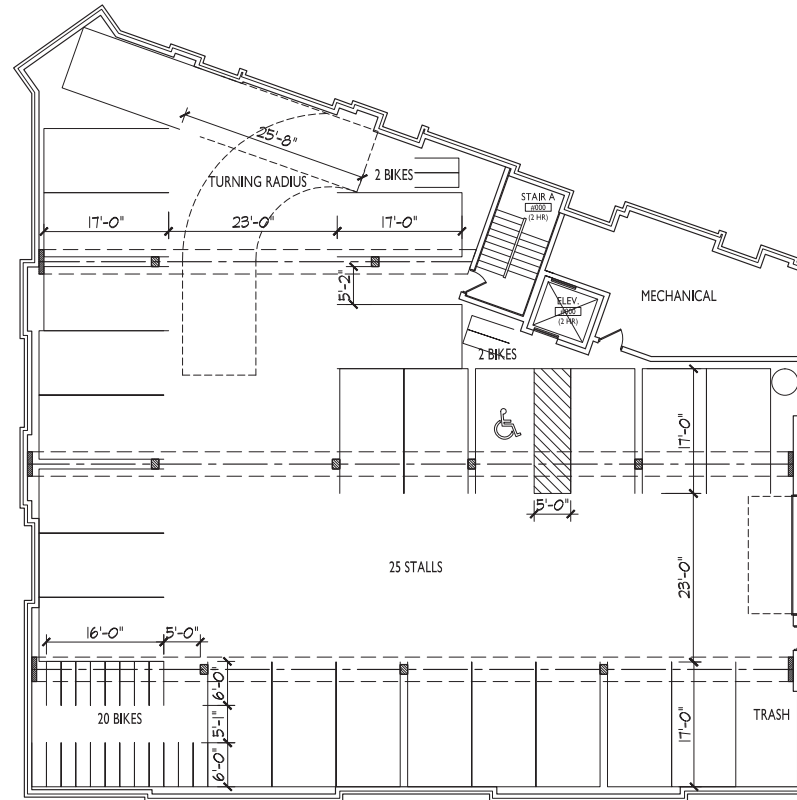 25'-8"
TURNING RADIUS
2 BIKES
STAIR A
#000
(2 HR)
17'-0"
23'-0"
17'-0"
5'-2"
ELEV.
#000
(2 HR)
MECHANICAL
2 BIKES
17'-0"
5'-0"
25 STALLS
23'-0"
16'-0"
5'-0"
6'-0"
20 BIKES
5'-1"
6'-0"
17'-0"
TRASH